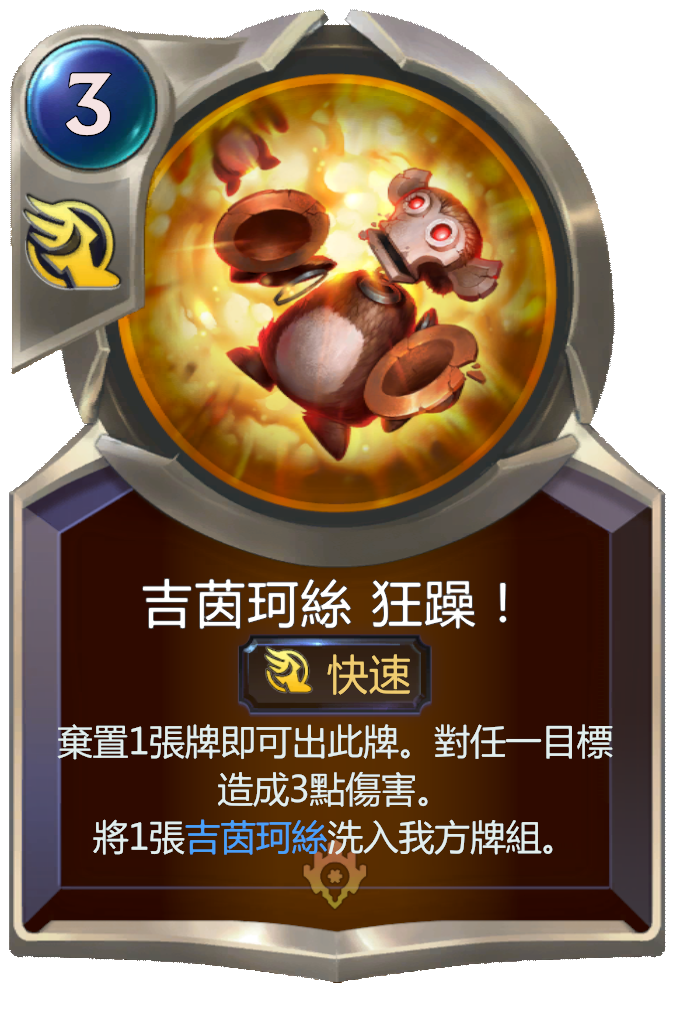 3
吉茵珂絲 狂躁！
快速
棄置1張牌即可出此牌。對任一目標
造成3點傷害。
將1張吉茵珂絲洗入我方牌組。